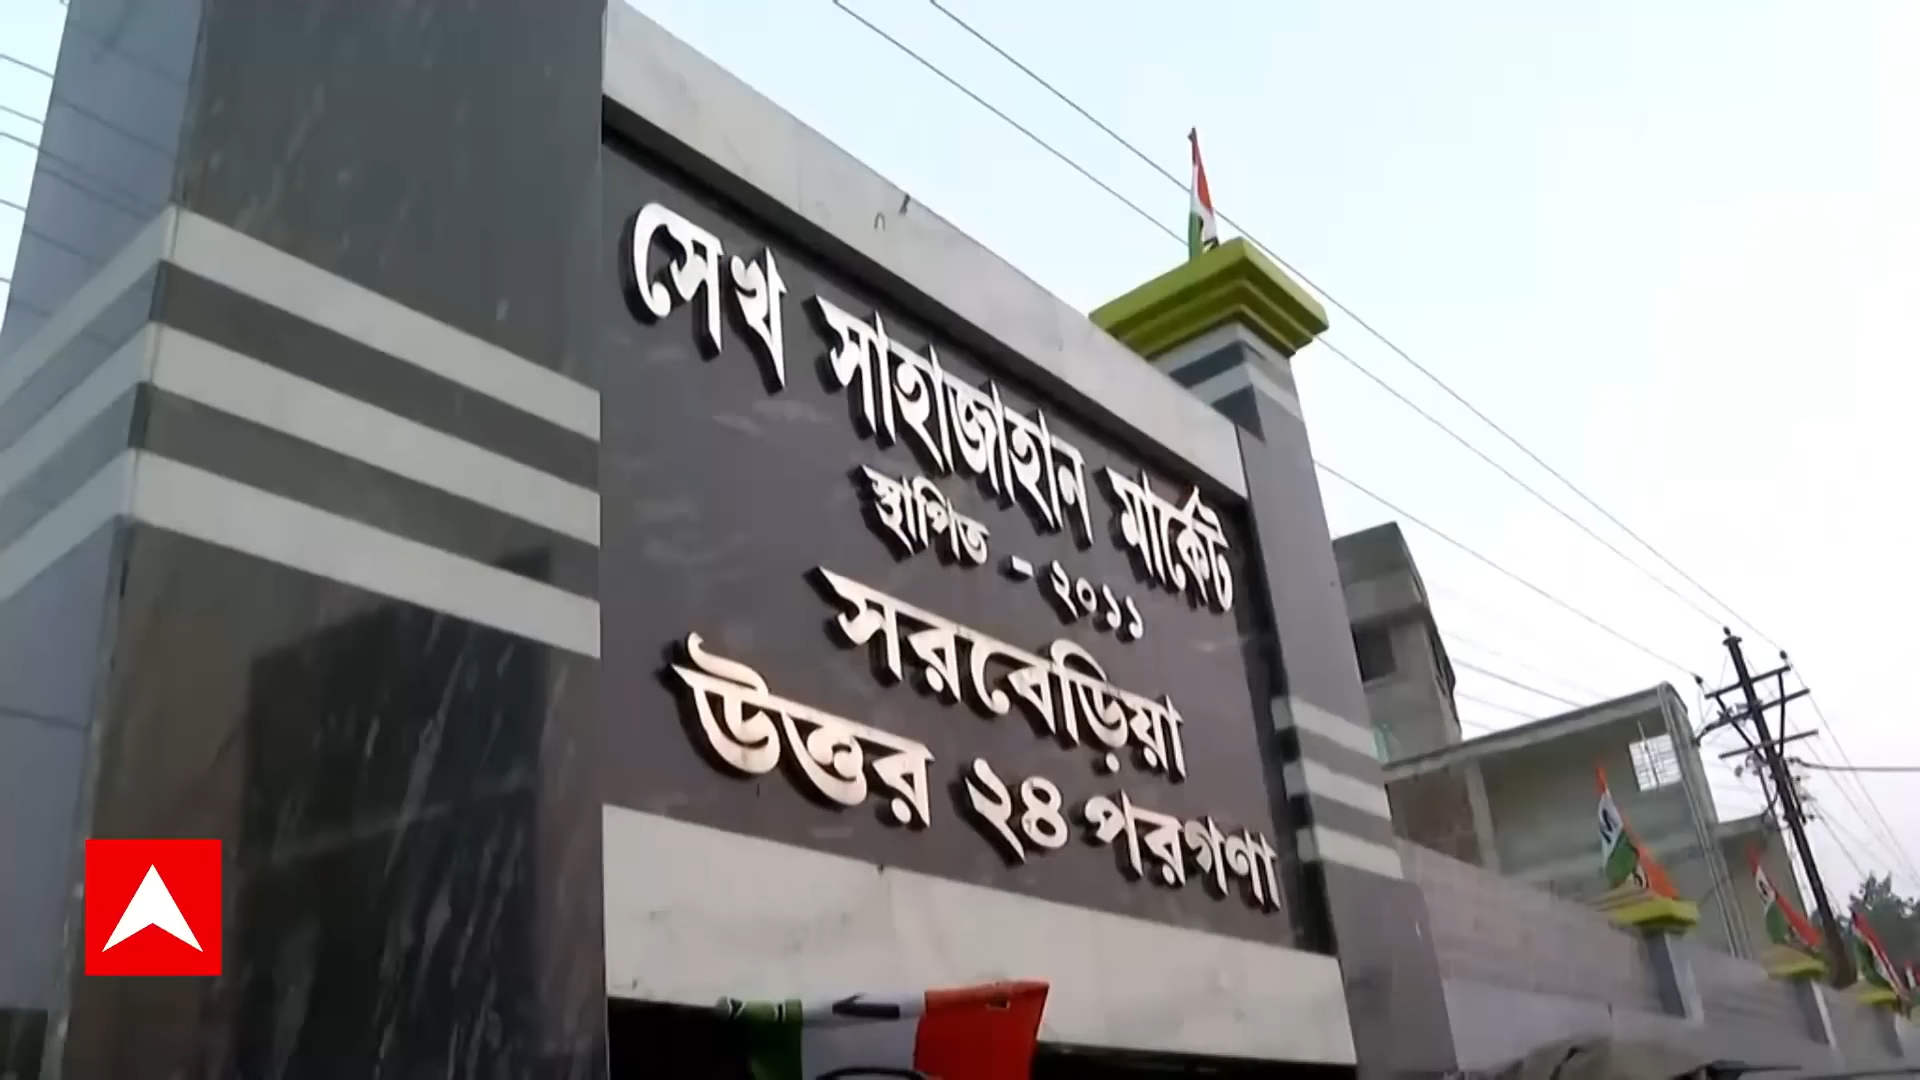 সেখ সাহাজাহান মার্কেট
স্থাপিত - ২০১১
সরবেড়িয়া
উত্তর ২৪ পরগণা